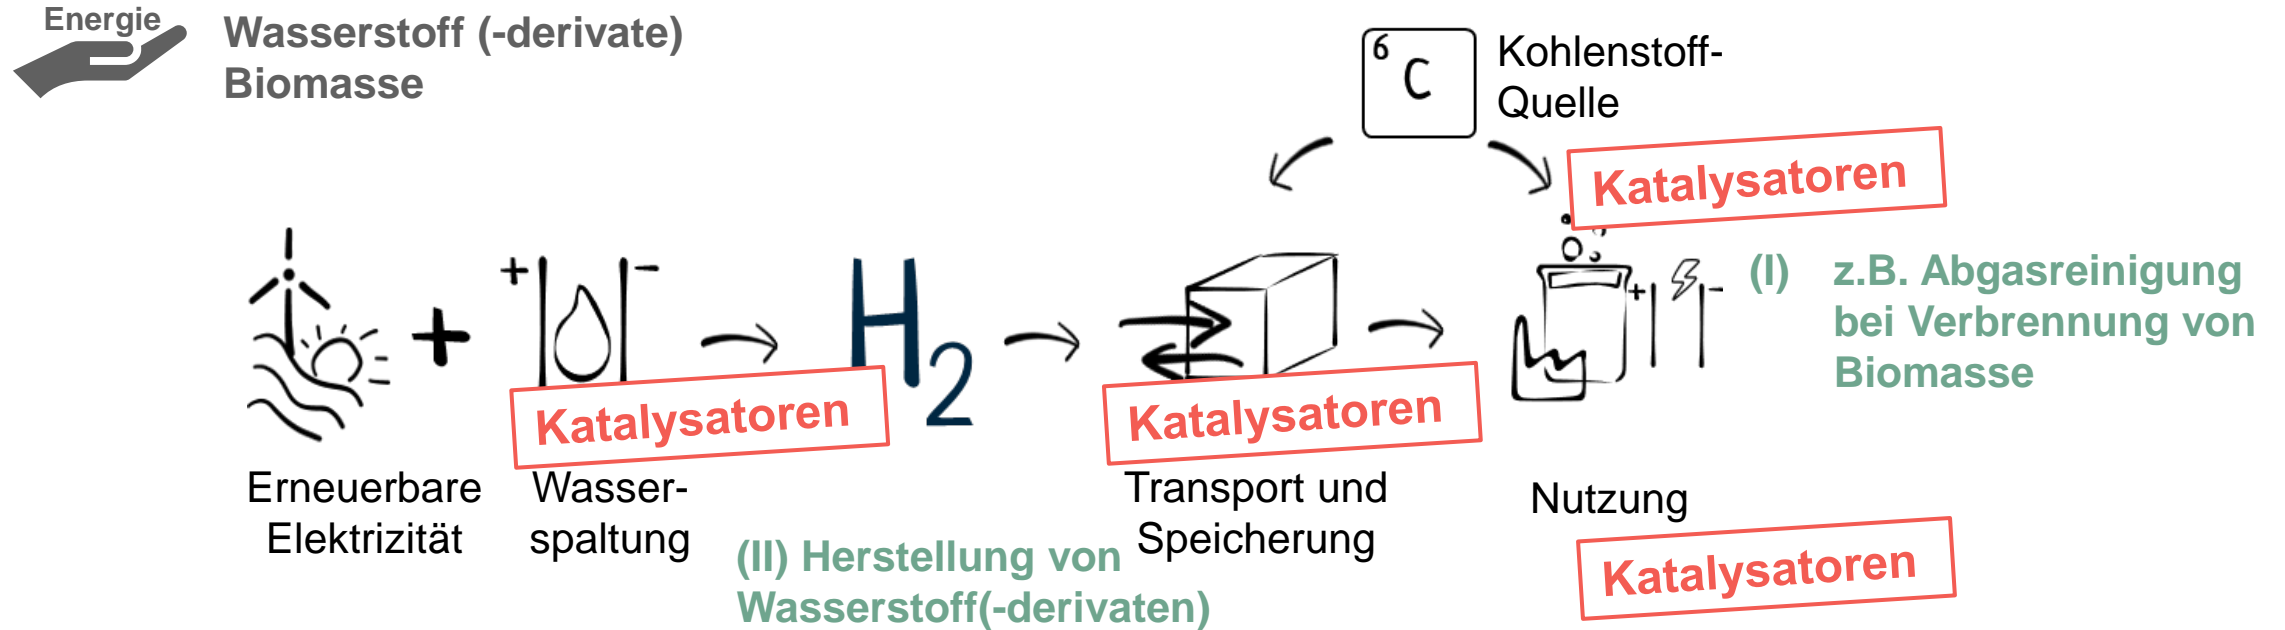 Energie
Wasserstoff (-derivate)
Biomasse
6
C
Kohlenstoff-
Quelle
Katalysatoren
+
–
+
H2
+
–
(I) z.B. Abgasreinigung
bei Verbrennung von
Biomasse
Katalysatoren
Katalysatoren
Erneuerbare
Elektrizität
Wasser-
spaltung
Transport und
Speicherung
Nutzung
(II) Herstellung von
Wasserstoff(-derivaten)
Katalysatoren